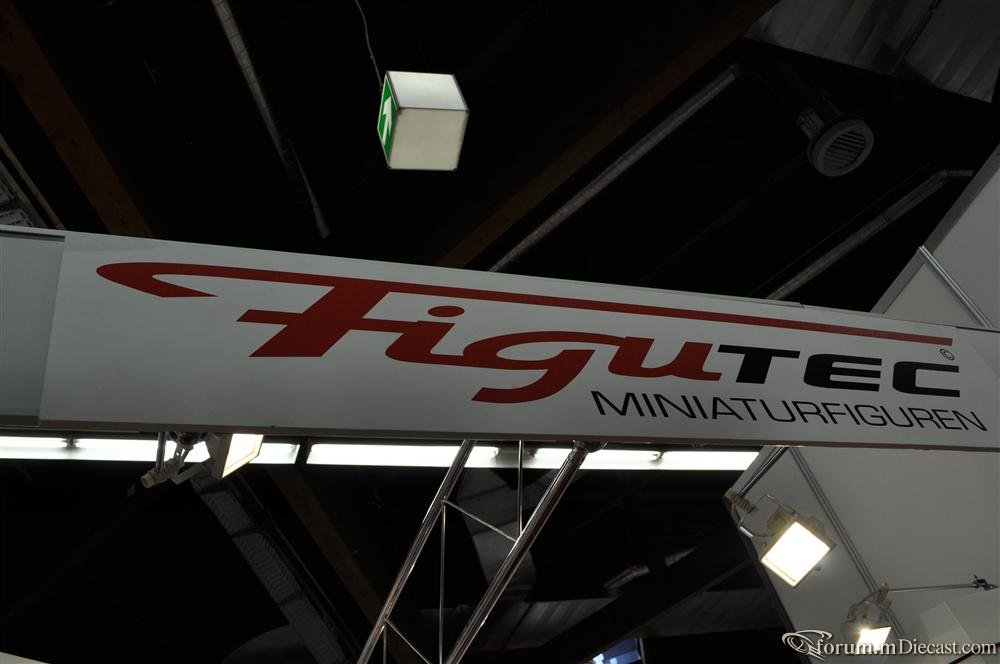 FiguTEC ©
MINIATURFIGUREN
forum.mDiecast.com